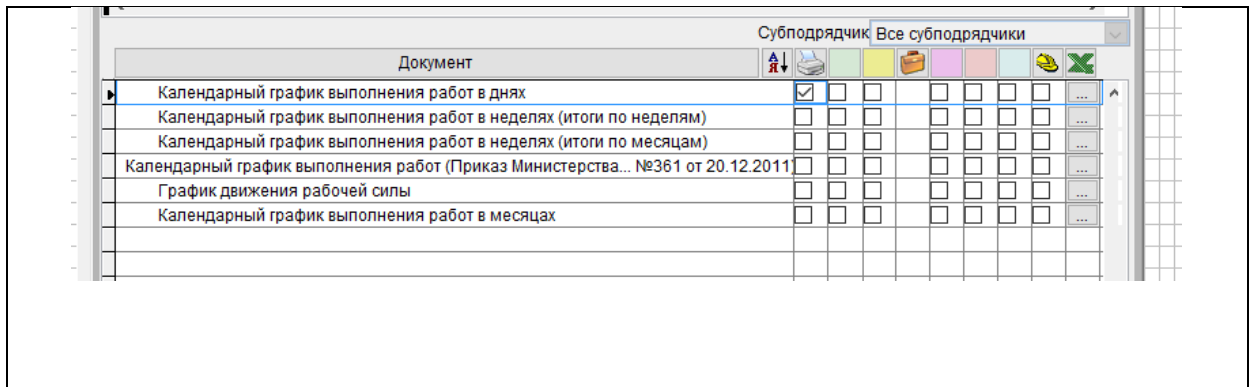 Субподрядчик Все субподрядчики
Документ А Я
Календарный график выполнения работ в днях
Календарный график выполнения работ в неделях (итоги по неделям) ...
Календарный график выполнения работ в неделях (итоги по месяцам) ...
Календарный график выполнения работ (Приказ Министерства... №361 от 20.12.2011) ...
График движения рабочей силы ...
Календарный график выполнения работ в месяцах ...